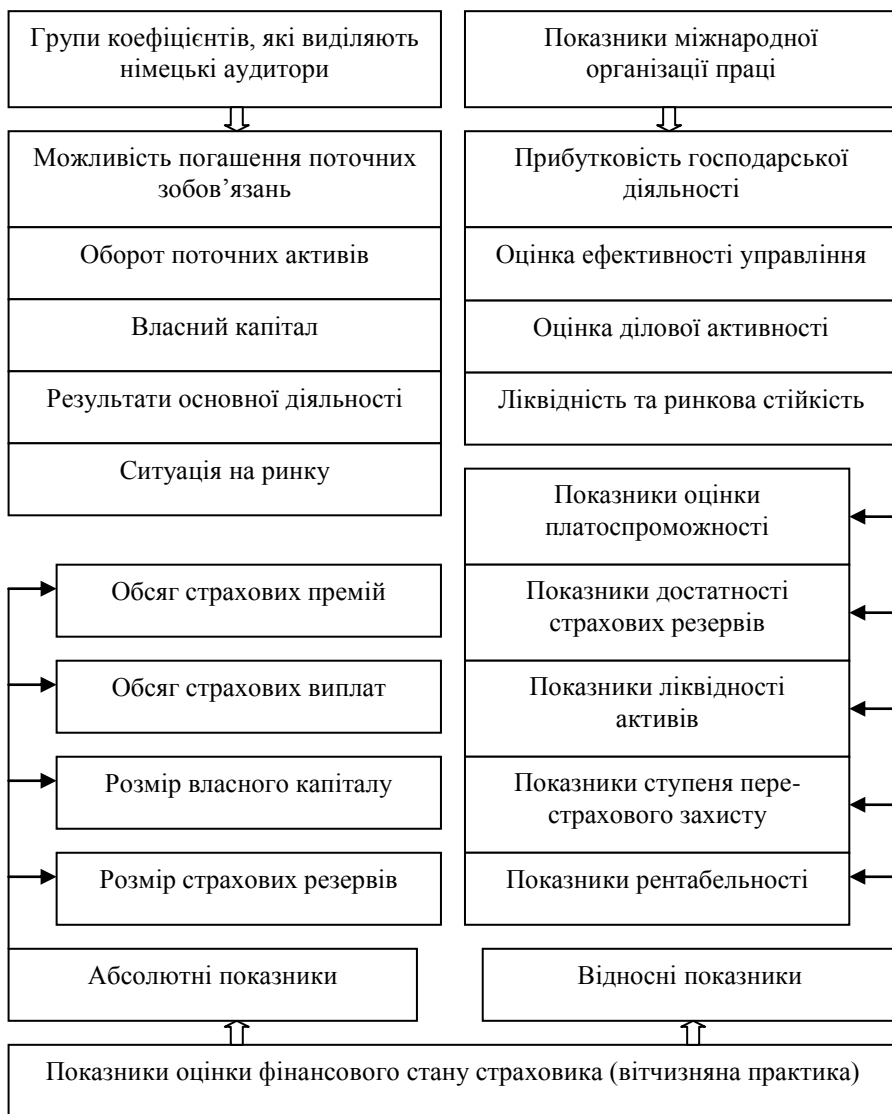 Групи коефіцієнтів, які виділяють
німецькі аудитори
Показники міжнародної
організації праці
Можливість погашення поточних
зобов’язань
Оборот поточних активів
Власний капітал
Результати основної діяльності
Ситуація на ринку
Прибутковість господарської
діяльності
Оцінка ефективності управління
Оцінка ділової активності
Ліквідність та ринкова стійкість
Обсяг страхових премій
Обсяг страхових виплат
Розмір власного капіталу
Розмір страхових резервів
Абсолютні показники
Показники оцінки
платоспроможності
Показники достатності
страхових резервів
Показники ліквідності
активів
Показники ступеня пере-
страхового захисту
Показники рентабельності
Відносні показники
Показники оцінки фінансового стану страховика (вітчизняна практика)